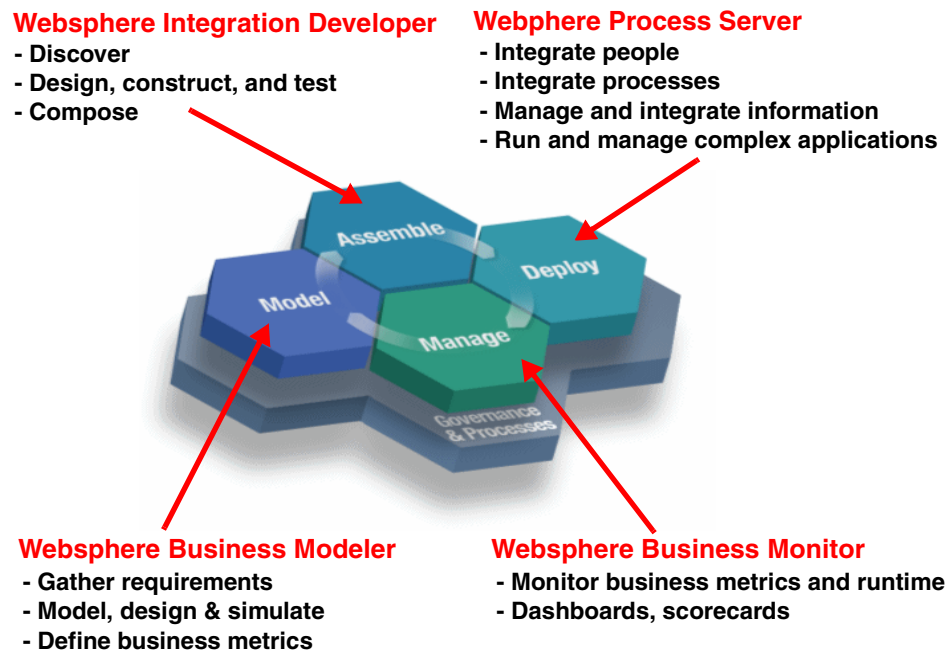 Websphere Integration Developer
- Discover
- Design, construct, and test
- Compose
Webphere Process Server
- Integrate people
- Integrate processes
- Manage and integrate information
- Run and manage complex applications
Assemble
Deploy
Model
Manage
Governance
& Processes
Websphere Business Modeler
- Gather requirements
- Model, design & simulate
- Define business metrics
Websphere Business Monitor
- Monitor business metrics and runtime
- Dashboards, scorecards